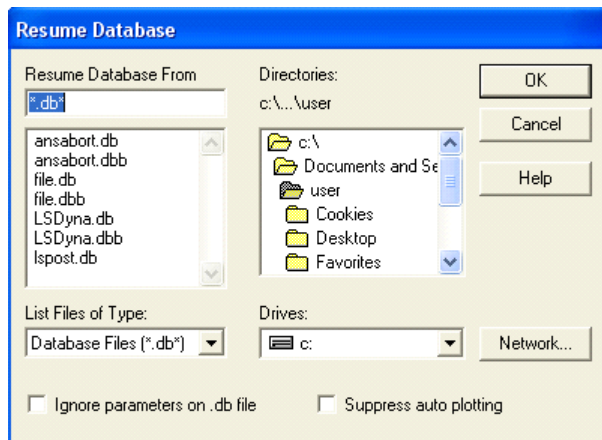 Resume Database
Resume Database From
*.db*
ansabort.db
ansabort.dbb
file.db
file.dbb
LSDyna.db
LSDyna.dbb
lspost.db
List Files of Type:
Database Files (*.db*)
Directories:
c:\...\user
c:\
Documents and Se
user
Cookies
Desktop
Favorites
Drives:
c:
OK
Cancel
Help
Network...
Ignore parameters on .db file
Suppress auto plotting